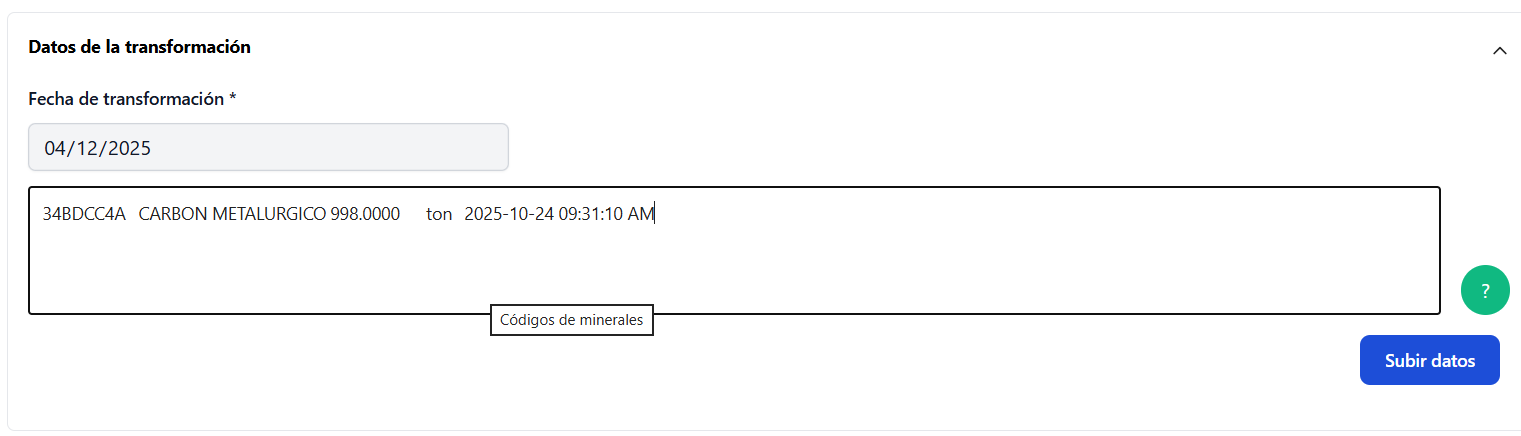 Datos de la transformación
Fecha de transformación *
04/12/2025
34BDCC4A CARBON METALURGICO 998.0000 ton 2025-10-24 09:31:10 AM
?
Códigos de minerales
Subir datos